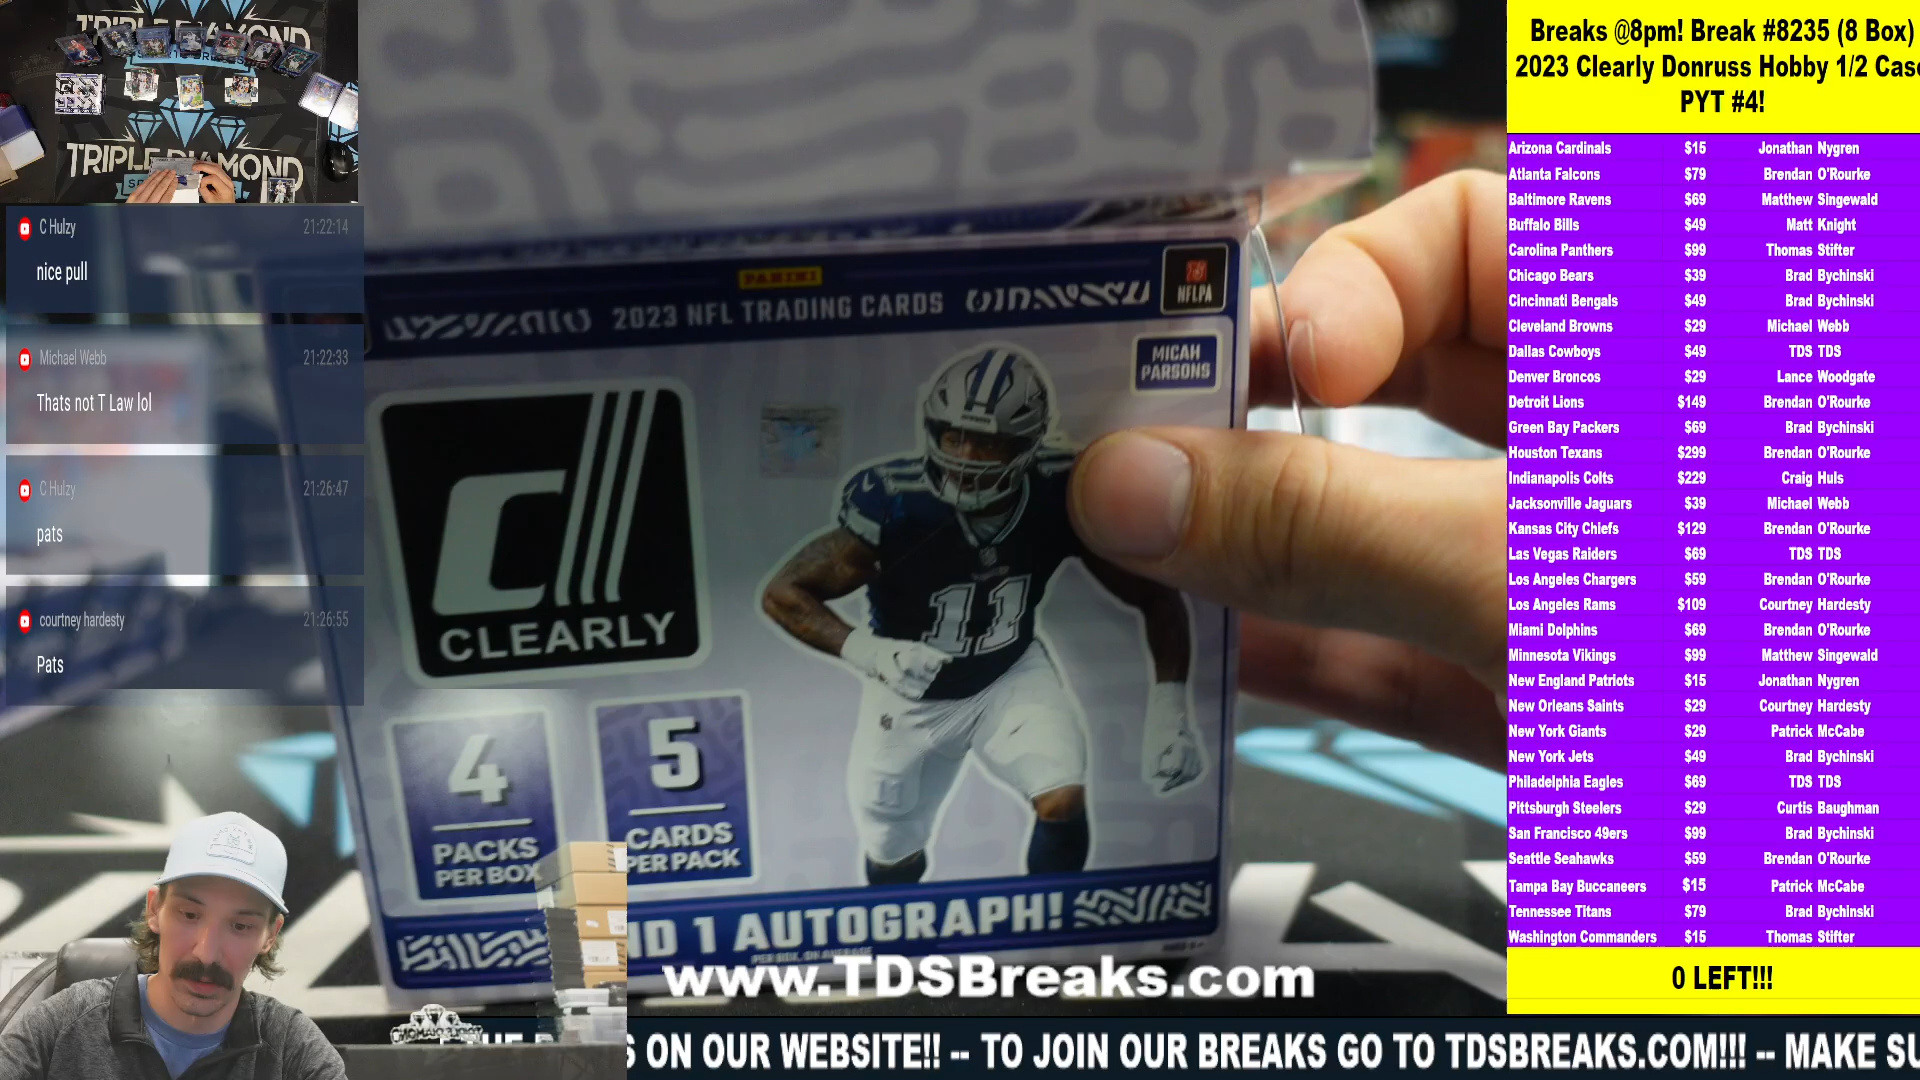 TRIPLE DIAMOND
TRIPLE DIAMOND
C Hulzy 21:22:14
nice pull
Michael Webb 21:22:33
Thats not T Law lol
C Hulzy 21:26:47
pats
courtney hardesty 21:26:55
Pats
PANINI
2023 NFL TRADING CARDS
NFLPA
MICAH
PARSONS
CLEARLY
11
4
PACKS
PER BOX
5
CARDS
PER PACK
1 AUTOGRAPH!
PER BOX, ON AVERAGE
www.TDSBreaks.com
ON OUR WEBSITE!! -- TO JOIN OUR BREAKS GO TO TDSBREAKS.COM!!! -- MAKE
Breaks @8pm! Break #8235 (8 Box)
2023 Clearly Donruss Hobby 1/2 Cas
PYT #4!
Arizona Cardinals $15 Jonathan Nygren
Atlanta Falcons $79 Brendan O'Rourke
Baltimore Ravens $69 Matthew Singewald
Buffalo Bills $49 Matt Knight
Carolina Panthers $99 Thomas Stifter
Chicago Bears $39 Brad Bychinski
Cincinnati Bengals $49 Brad Bychinski
Cleveland Browns $29 Michael Webb
Dallas Cowboys $49 TDS TDS
Denver Broncos $29 Lance Woodgate
Detroit Lions $149 Brendan O'Rourke
Green Bay Packers $69 Brad Bychinski
Houston Texans $299 Brendan O'Rourke
Indianapolis Colts $229 Craig Huls
Jacksonville Jaguars $39 Michael Webb
Kansas City Chiefs $129 Brendan O'Rourke
Las Vegas Raiders $69 TDS TDS
Los Angeles Chargers $59 Brendan O'Rourke
Los Angeles Rams $109 Courtney Hardesty
Miami Dolphins $69 Brendan O'Rourke
Minnesota Vikings $99 Matthew Singewald
New England Patriots $15 Jonathan Nygren
New Orleans Saints $29 Courtney Hardesty
New York Giants $29 Patrick McCabe
New York Jets $49 Brad Bychinski
Philadelphia Eagles $69 TDS TDS
Pittsburgh Steelers $29 Curtis Baughman
San Francisco 49ers $99 Brad Bychinski
Seattle Seahawks $59 Brendan O'Rourke
Tampa Bay Buccaneers $15 Patrick McCabe
Tennessee Titans $79 Brad Bychinski
Washington Commanders $15 Thomas Stifter
0 LEFT!!!